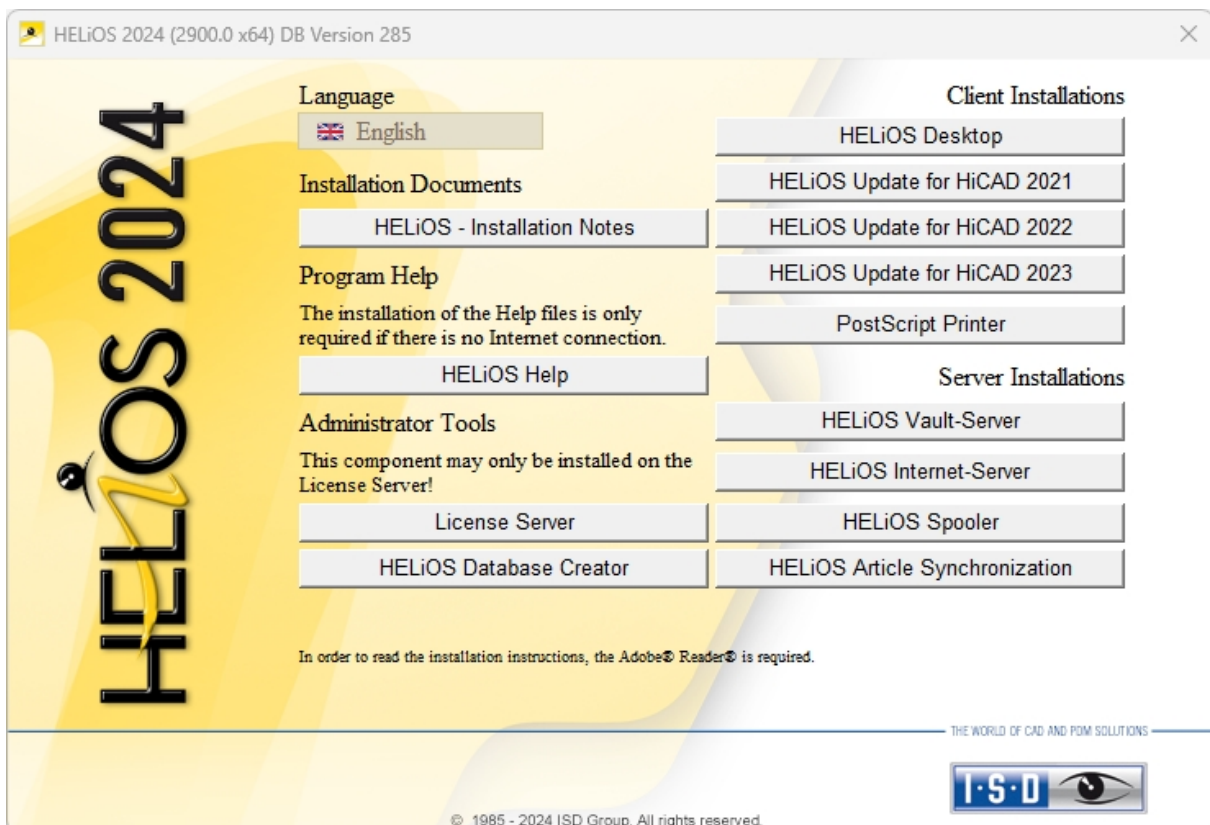 HELiOS 2024 (2900.0 x64) DB Version 285
HELiOS 2024
Language
English
Installation Documents
HELiOS - Installation Notes
Program Help
The installation of the Help files is only
required if there is no Internet connection.
HELiOS Help
Administrator Tools
This component may only be installed on the
License Server!
License Server
HELiOS Database Creator
Client Installations
HELiOS Desktop
HELiOS Update for HiCAD 2021
HELiOS Update for HiCAD 2022
HELiOS Update for HiCAD 2023
PostScript Printer
Server Installations
HELiOS Vault-Server
HELiOS Internet-Server
HELiOS Spooler
HELiOS Article Synchronization
In order to read the installation instructions, the Adobe® Reader® is required.
THE WORLD OF CAD AND PDM SOLUTIONS
I·S·D
© 1985 - 2024 ISD Group. All rights reserved.